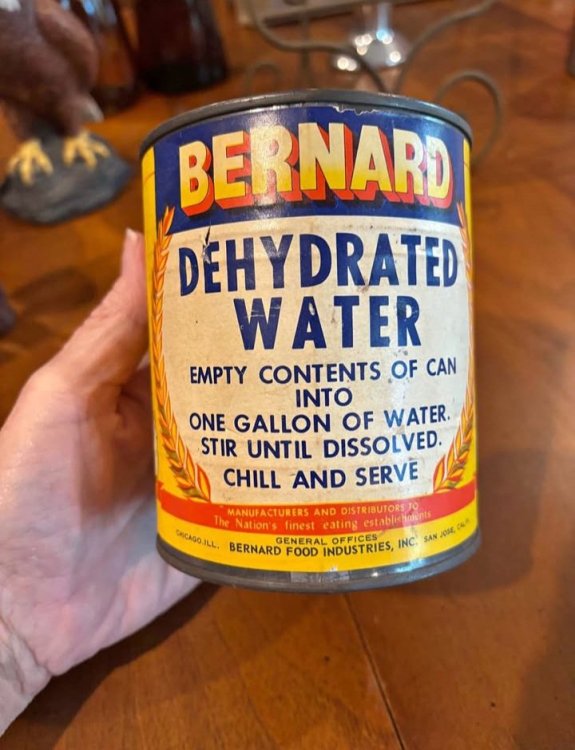 BERNARD
DEHYDRATED
WATER
EMPTY CONTENTS OF CAN
INTO
ONE GALLON OF WATER.
STIR UNTIL DISSOLVED.
CHILL AND SERVE
MANUFACTURERS AND DISTRIBUTORS TO
The Nation's finest eating establishments
GENERAL OFFICES
CHICAGO, ILL. BERNARD FOOD INDUSTRIES, INC. SAN JOSE, CALIF.